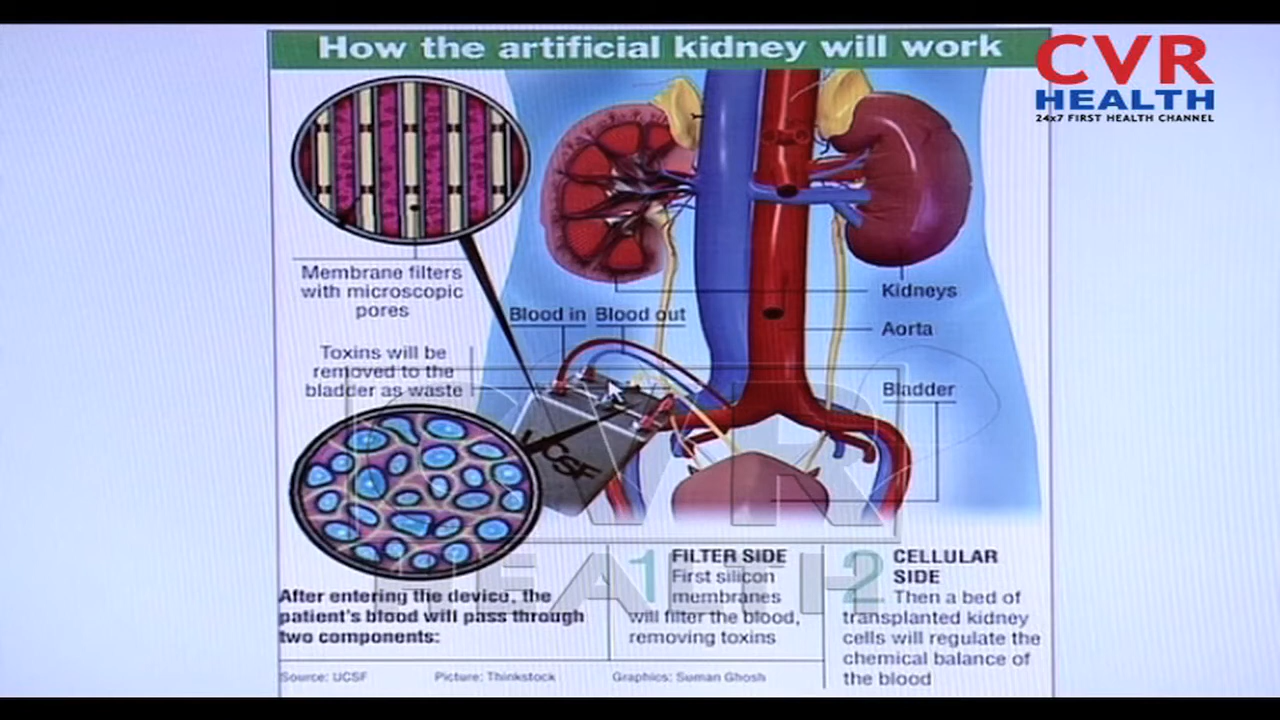 How the artificial kidney will work
CVR
HEALTH
24x7 FIRST HEALTH CHANNEL
Membrane filters
with microscopic
pores
Blood in
Blood out
Kidneys
Aorta
Toxins will be
removed to the
bladder as waste
Bladder
UCSF
CVR
HEALTH
After entering the device, the
patient's blood will pass through
two components:
1 FILTER SIDE
First silicon
membranes
will filter the blood,
removing toxins
2 CELLULAR
SIDE
Then a bed of
transplanted kidney
cells will regulate the
chemical balance of
the blood
Source: UCSF
Picture: Thinkstock
Graphics: Suman Ghosh